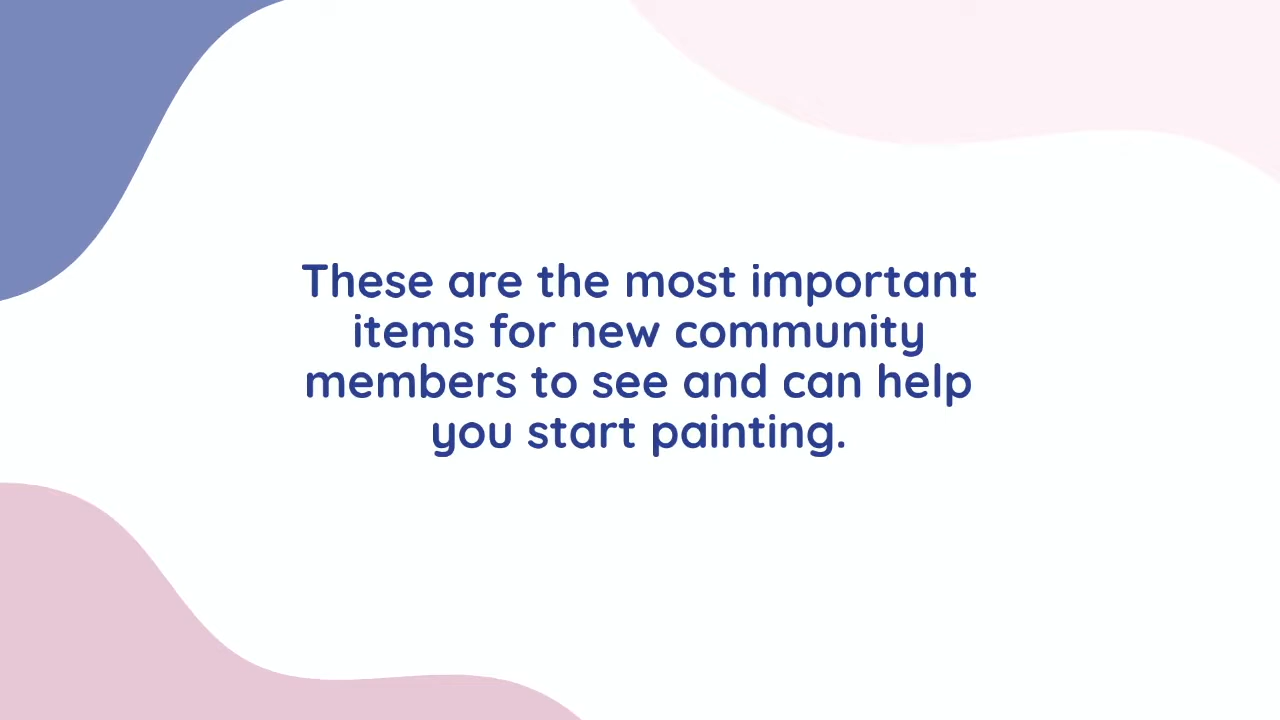 These are the most important
items for new community
members to see and can help
you start painting.